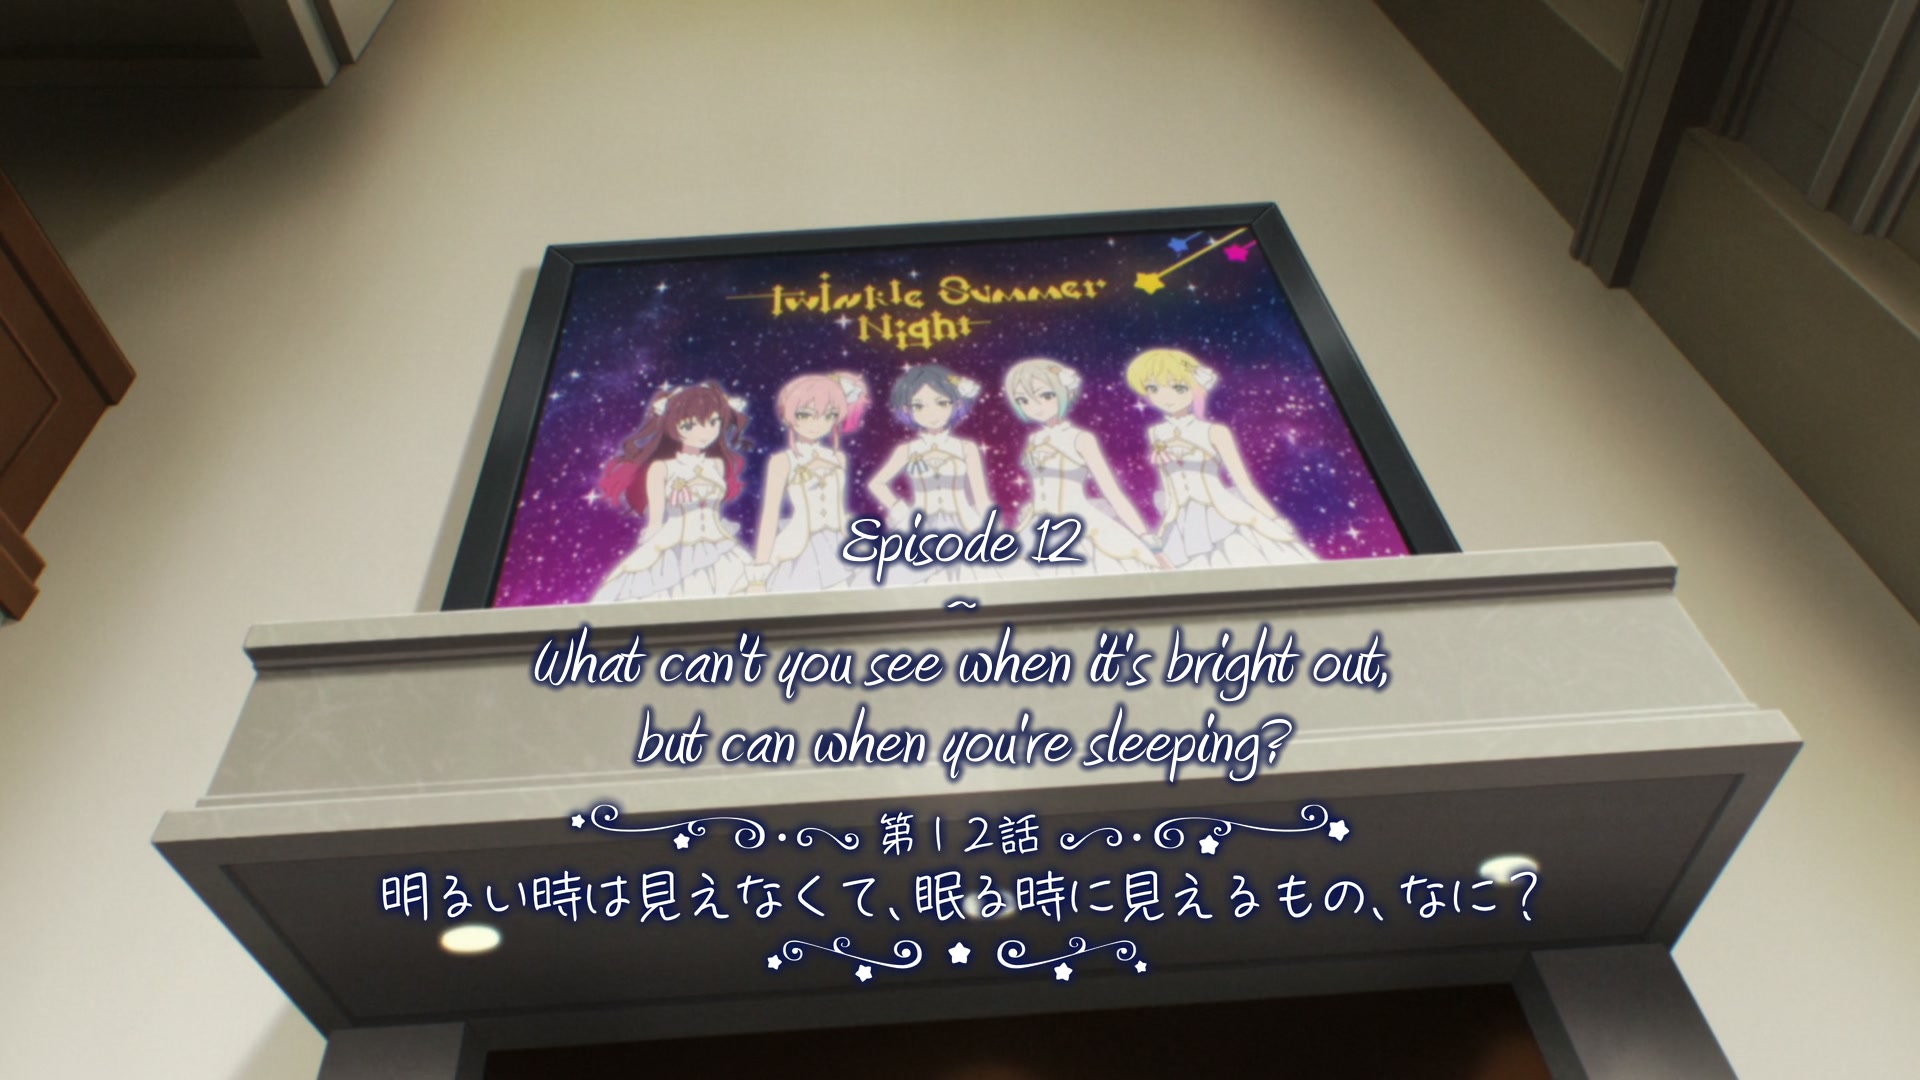 Twinkle Summer
Night
Episode 12
~
What can't you see when it's bright out,
but can when you're sleeping?
第12話
明るい時は見えなくて、眠る時に見えるもの、なに？